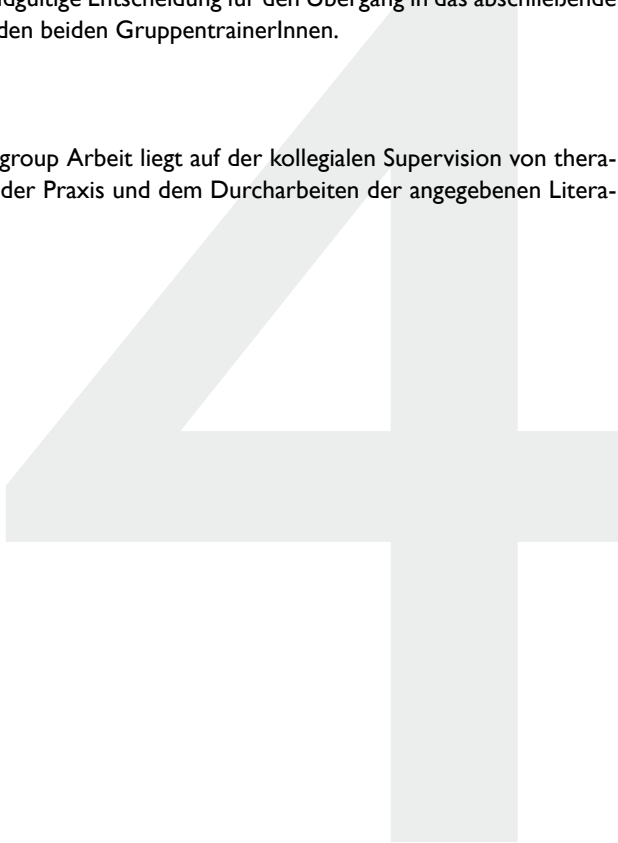 ndgültige Entscheidung für den Übergang in das abschließende
den beiden GruppentrainerInnen.
group Arbeit liegt auf der kollegialen Supervision von thera-
der Praxis und dem Durcharbeiten der angegebenen Litera-
4